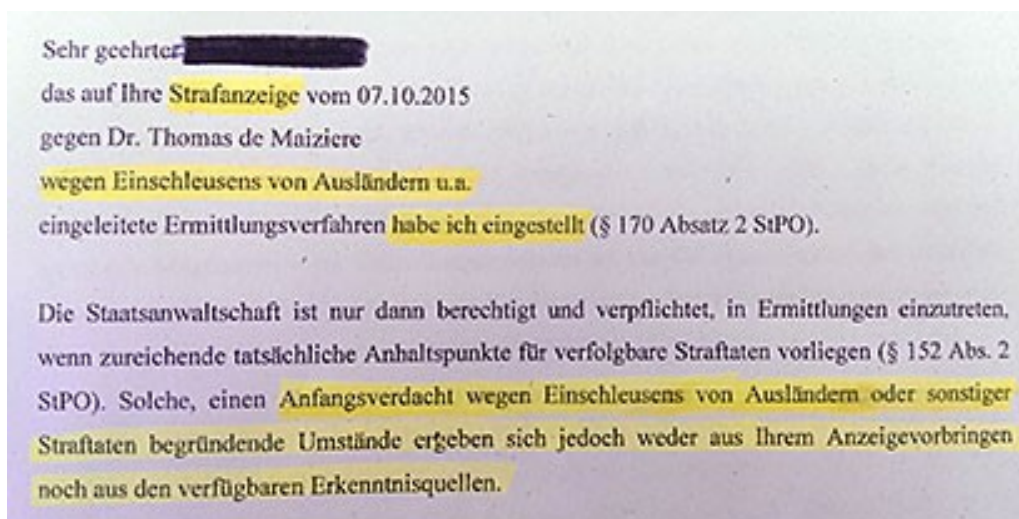 Sehr geehrter
das auf Ihre Strafanzeige vom 07.10.2015
gegen Dr. Thomas de Maiziere
wegen Einschleusens von Ausländern u.a.
eingeleitete Ermittlungsverfahren habe ich eingestellt (§ 170 Absatz 2 StPO).
Die Staatsanwaltschaft ist nur dann berechtigt und verpflichtet, in Ermittlungen einzutreten,
wenn zureichende tatsächliche Anhaltspunkte für verfolgbare Straftaten vorliegen (§ 152 Abs. 2
StPO). Solche, einen Anfangsverdacht wegen Einschleusens von Ausländern oder sonstiger
Straftaten begründende Umstände ergeben sich jedoch weder aus Ihrem Anzeigevorbringen
noch aus den verfügbaren Erkenntnisquellen.